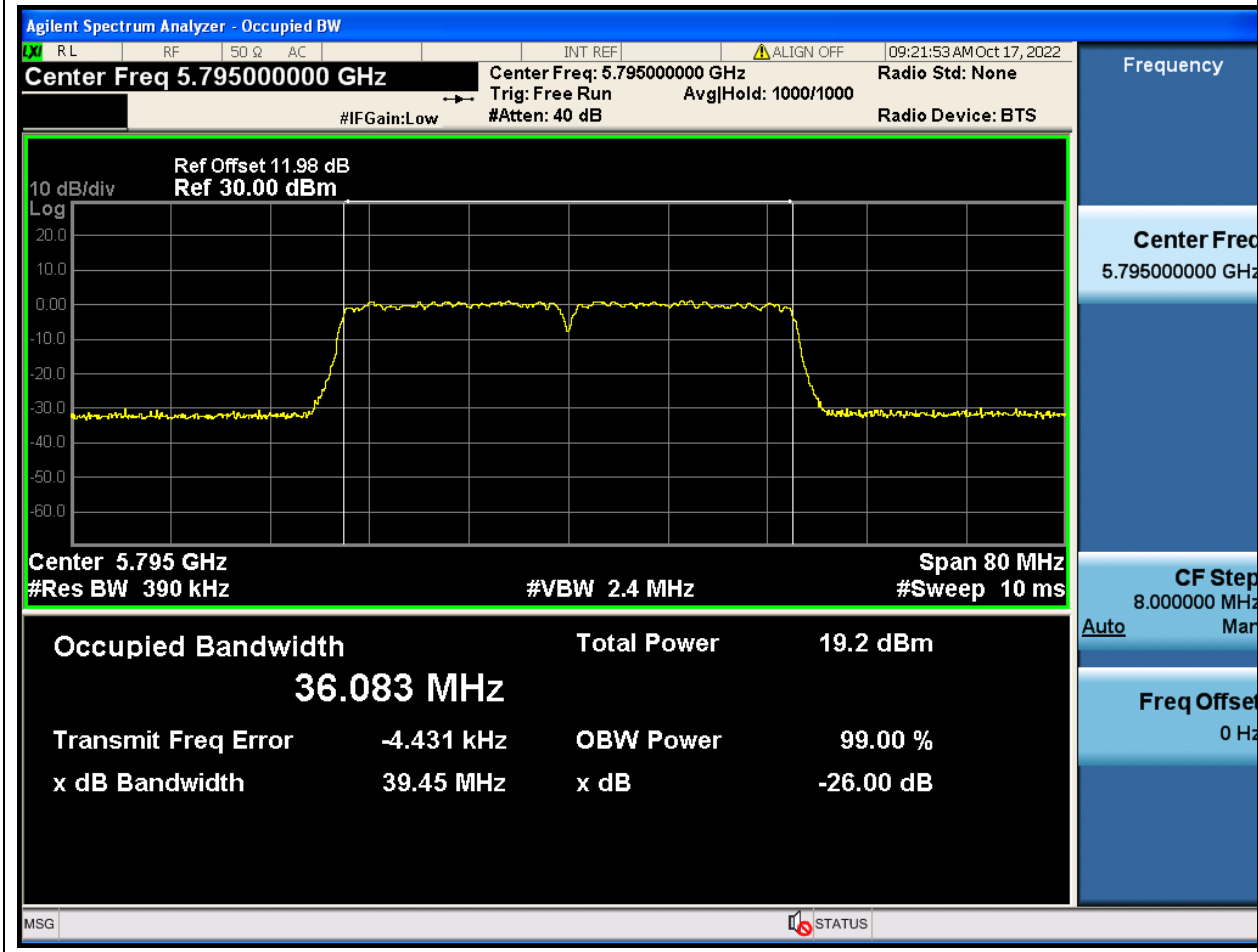 Agilent Spectrum Analyzer - Occupied BW
LXI RL RF 50 Ω AC INT REF ALIGN OFF 09:21:53 AM Oct 17, 2022
Center Freq 5.795000000 GHz
Center Freq: 5.795000000 GHz Radio Std: None
Trig: Free Run Avg|Hold: 1000/1000
#IFGain:Low #Atten: 40 dB Radio Device: BTS
Ref Offset 11.98 dB
10 dB/div Ref 30.00 dBm
Log
20.0
10.0
0.00
-10.0
-20.0
-30.0
-40.0
-50.0
-60.0
Center 5.795 GHz Span 80 MHz
#Res BW 390 kHz #VBW 2.4 MHz #Sweep 10 ms
Occupied Bandwidth Total Power 19.2 dBm
36.083 MHz
Transmit Freq Error -4.431 kHz OBW Power 99.00 %
x dB Bandwidth 39.45 MHz x dB -26.00 dB
MSG STATUS
Frequency
Center Freq
5.795000000 GHz
CF Step
8.000000 MHz
Auto Man
Freq Offset
0 Hz